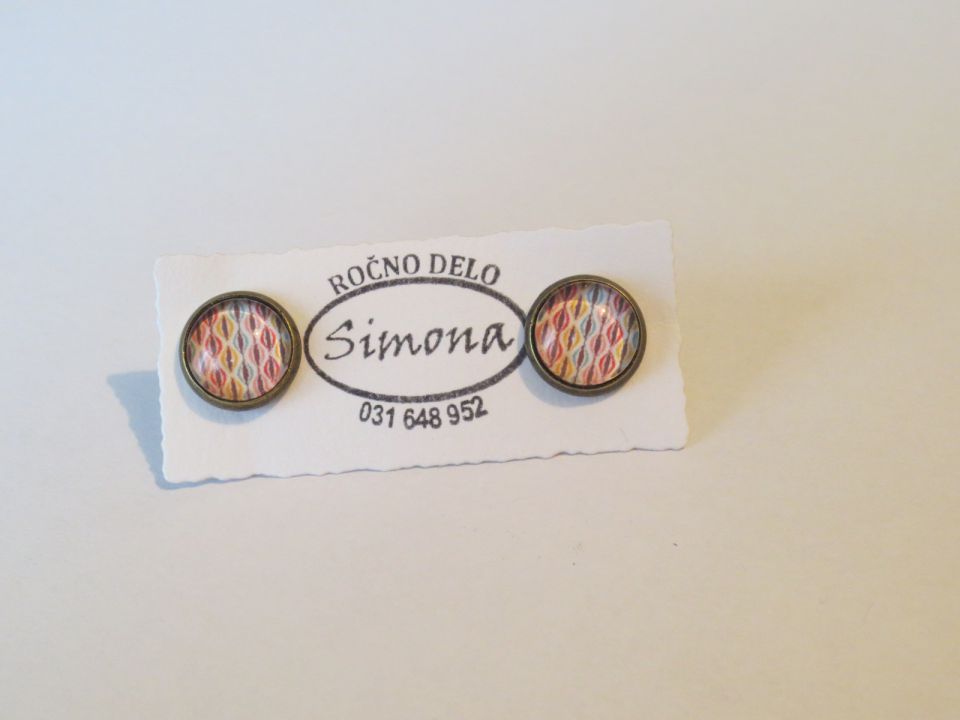 ROČNO DELO
Simona
031 648 952